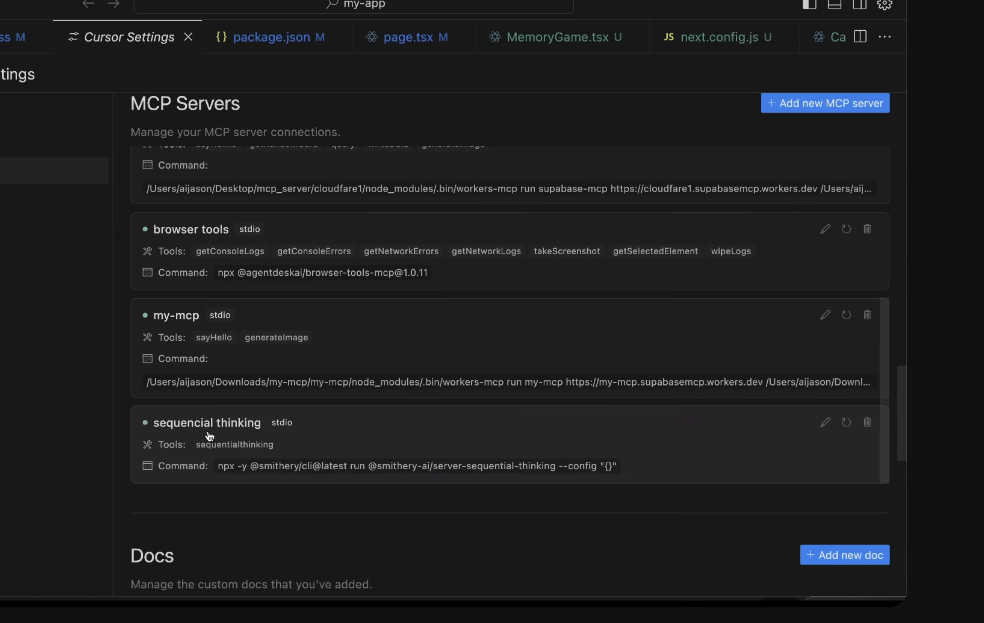 my-app
ss M
Cursor Settings
{} package.json M
page.tsx M
MemoryGame.tsx U
JS next.config.js U
Ca
tings
MCP Servers
+ Add new MCP server
Manage your MCP server connections.
Command:
/Users/aijason/Desktop/mcp_server/cloudfare1/node_modules/.bin/workers-mcp run supabase-mcp https://cloudfare1.supabasemcp.workers.dev /Users/aij...
browser tools stdio
Tools: getConsoleLogs getConsoleErrors getNetworkErrors getNetworkLogs takeScreenshot getSelectedElement wipeLogs
Command: npx @agentdeskai/browser-tools-mcp@1.0.11
my-mcp stdio
Tools: sayHello generateImage
Command:
/Users/aijason/Downloads/my-mcp/my-mcp/node_modules/.bin/workers-mcp run my-mcp https://my-mcp.supabasemcp.workers.dev /Users/aijason/Downl...
sequencial thinking stdio
Tools: sequentialthinking
Command: npx -y @smithery/cli@latest run @smithery-ai/server-sequential-thinking --config "{}"
Docs
+ Add new doc
Manage the custom docs that you've added.